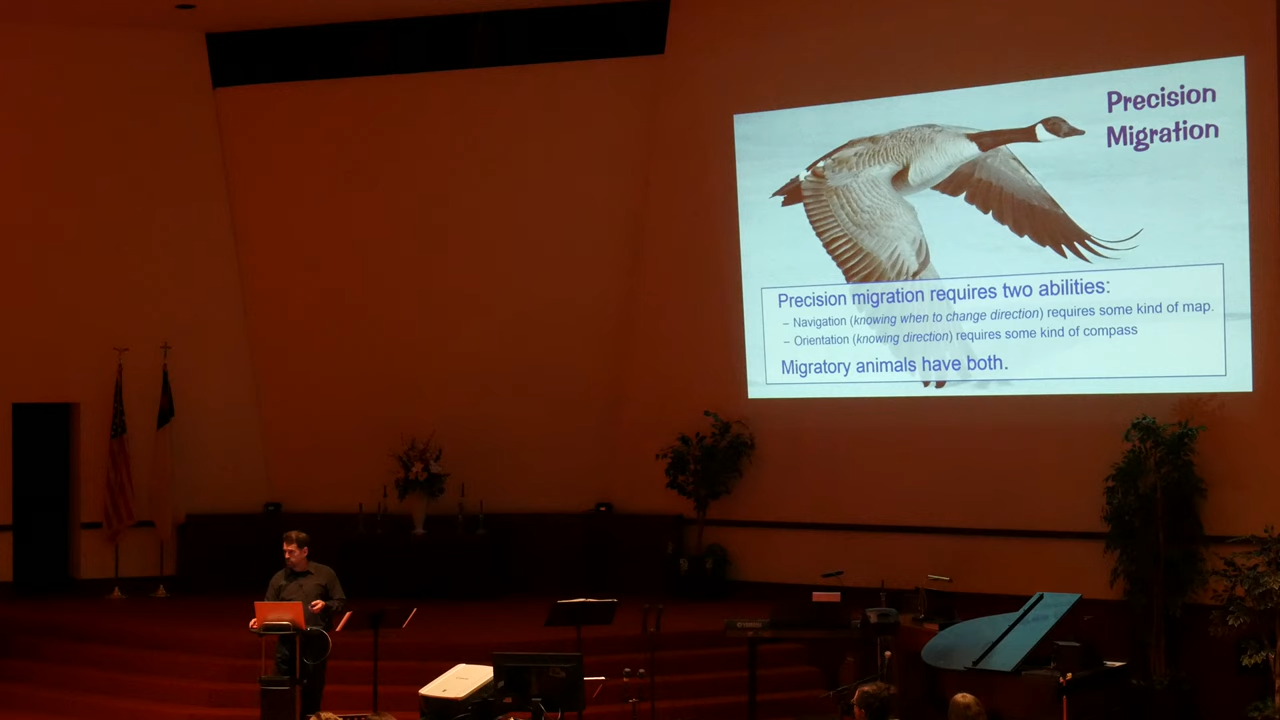 Precision
Migration
Precision migration requires two abilities:
– Navigation (knowing when to change direction) requires some kind of map.
– Orientation (knowing direction) requires some kind of compass
Migratory animals have both.